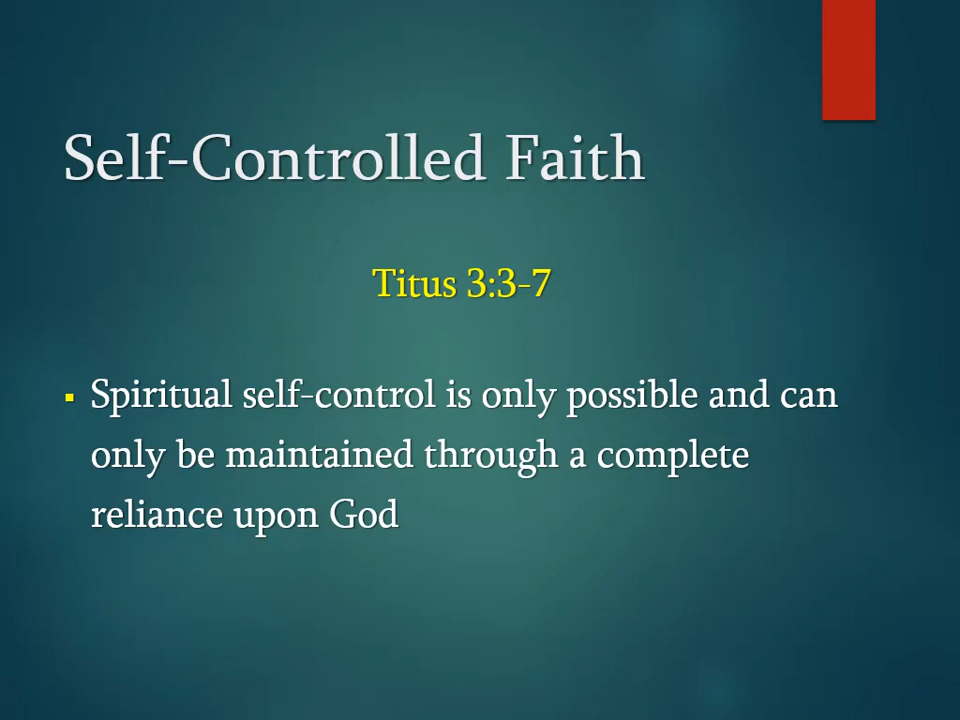 Self-Controlled Faith
Titus 3:3-7
▪ Spiritual self-control is only possible and can
only be maintained through a complete
reliance upon God